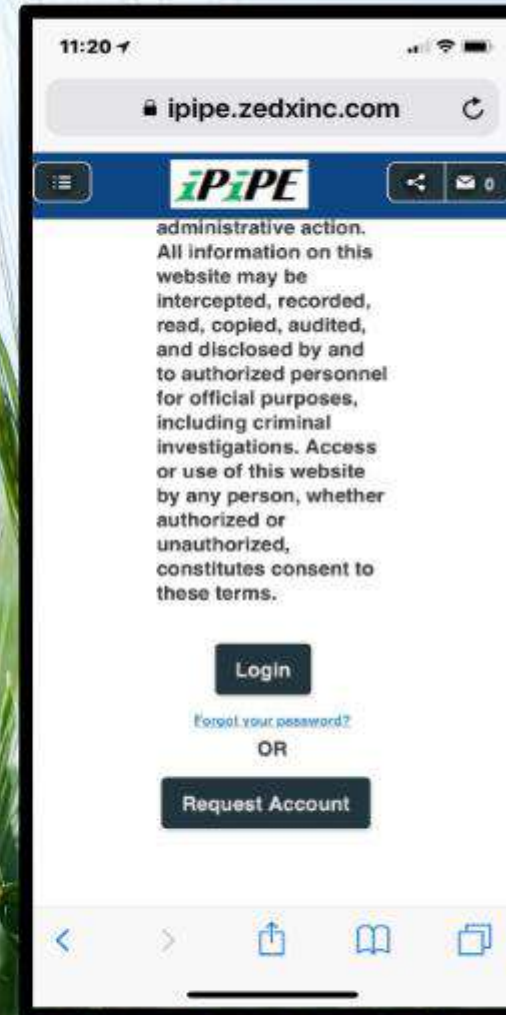 11:20
ipipe.zedxinc.com
iPiPE
0
administrative action.
All information on this
website may be
intercepted, recorded,
read, copied, audited,
and disclosed by and
to authorized personnel
for official purposes,
including criminal
investigations. Access
or use of this website
by any person, whether
authorized or
unauthorized,
constitutes consent to
these terms.
Login
Forgot your password?
OR
Request Account